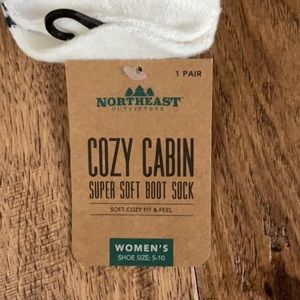 1 PAIR
NORTHEAST
OUTFITTERS
COZY CABIN
SUPER SOFT BOOT SOCK
SOFT COZY FIT & FEEL
WOMEN'S
SHOE SIZE: 5-10